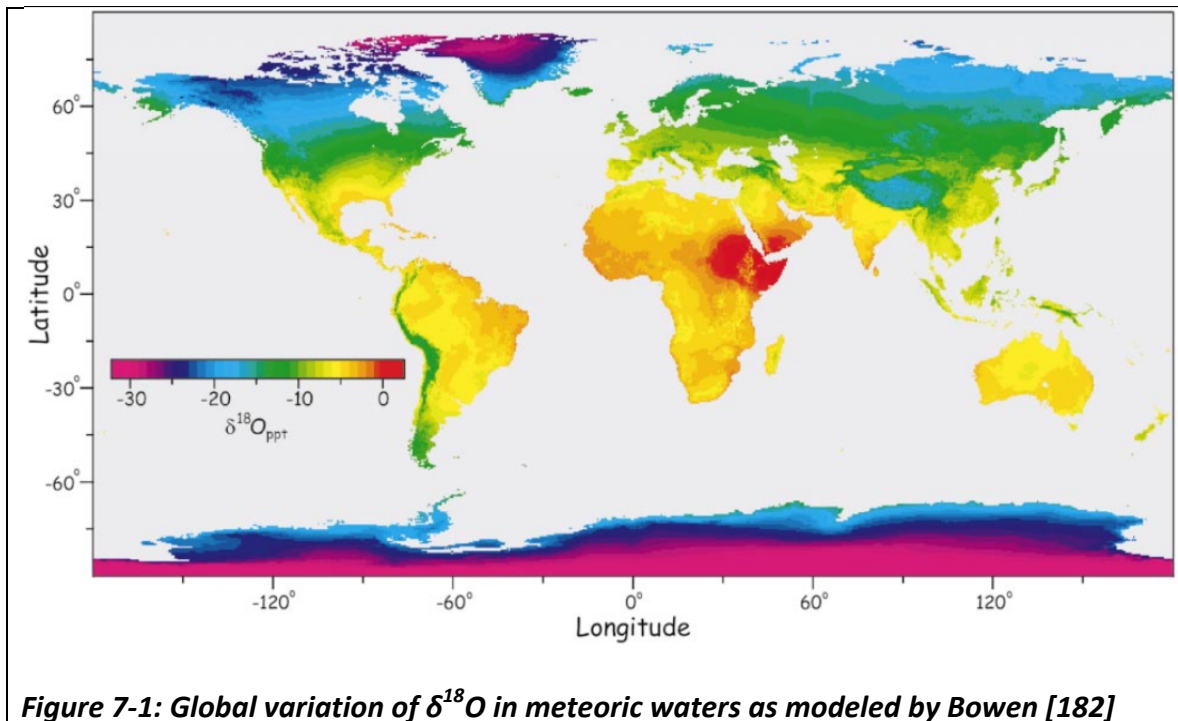 60°
30°
0°
-30°
-60°
Latitude
-30 -20 -10 0
δ¹⁸Oppt
-120° -60° 0° 60° 120°
Longitude
Figure 7-1: Global variation of δ¹⁸O in meteoric waters as modeled by Bowen [182]